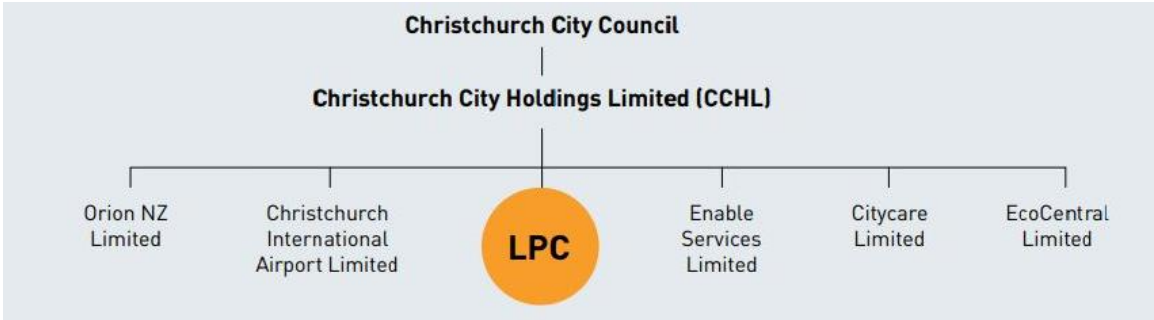 Christchurch City Council
Christchurch City Holdings Limited (CCHL)
Orion NZ
Limited
Christchurch
International
Airport Limited
LPC
Enable
Services
Limited
Citycare
Limited
EcoCentral
Limited